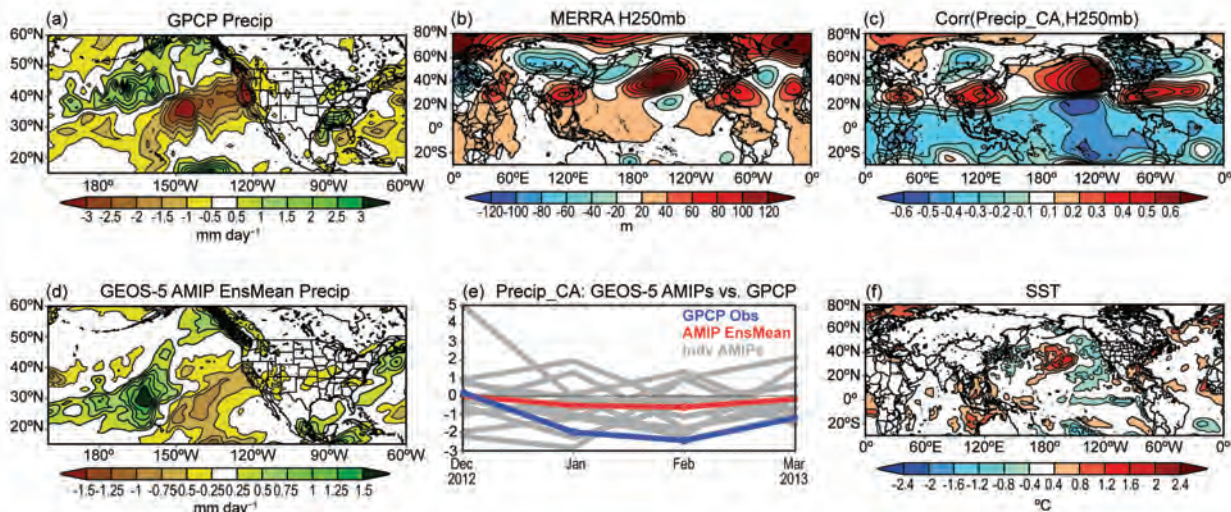 (a) GPCP Precip
60°N
50°N
40°N
30°N
20°N
180° 150°W 120°W 90°W 60°W
-3 -2.5 -2 -1.5 -1 -0.5 0.5 1 1.5 2 2.5 3
mm day⁻¹
(b) MERRA H250mb
80°N
60°N
40°N
20°N
0°
20°S
0° 60°E 120°E 180° 120°W 60°W 0°
-120 -100 -80 -60 -40 -20 20 40 60 80 100 120
m
(c) Corr(Precip_CA,H250mb)
80°N
60°N
40°N
20°N
0°
20°S
0° 60°E 120°E 180° 120°W 60°W 0°
-0.6 -0.5 -0.4 -0.3 -0.2 -0.1 0.1 0.2 0.3 0.4 0.5 0.6
(d) GEOS-5 AMIP EnsMean Precip
60°N
50°N
40°N
30°N
20°N
180° 150°W 120°W 90°W 60°W
-1.5 -1.25 -1 -0.75 -0.5 -0.25 0.25 0.5 0.75 1 1.25 1.5
mm day⁻¹
(e) Precip_CA: GEOS-5 AMIPs vs. GPCP
GPCP Obs
AMIP EnsMean
Indv AMIPs
5
4
3
2
1
0
-1
-2
-3
Dec Jan Feb Mar
2012 2013
(f) SST
80°N
60°N
40°N
20°N
0°
20°S
0° 60°E 120°E 180° 120°W 60°W 0°
-2.4 -2 -1.6 -1.2 -0.8 -0.4 0.4 0.8 1.2 1.6 2 2.4
°C